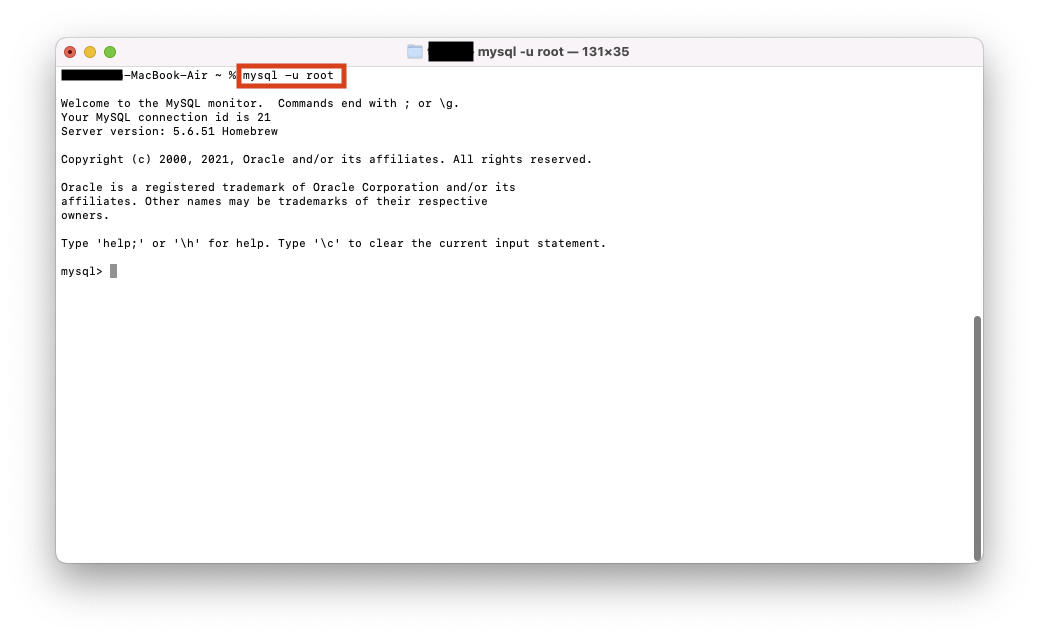 mysql -u root — 131×35
-MacBook-Air ~ % mysql -u root
Welcome to the MySQL monitor.  Commands end with ; or \g.
Your MySQL connection id is 21
Server version: 5.6.51 Homebrew
Copyright (c) 2000, 2021, Oracle and/or its affiliates. All rights reserved.
Oracle is a registered trademark of Oracle Corporation and/or its
affiliates. Other names may be trademarks of their respective
owners.
Type 'help;' or '\h' for help. Type '\c' to clear the current input statement.
mysql>